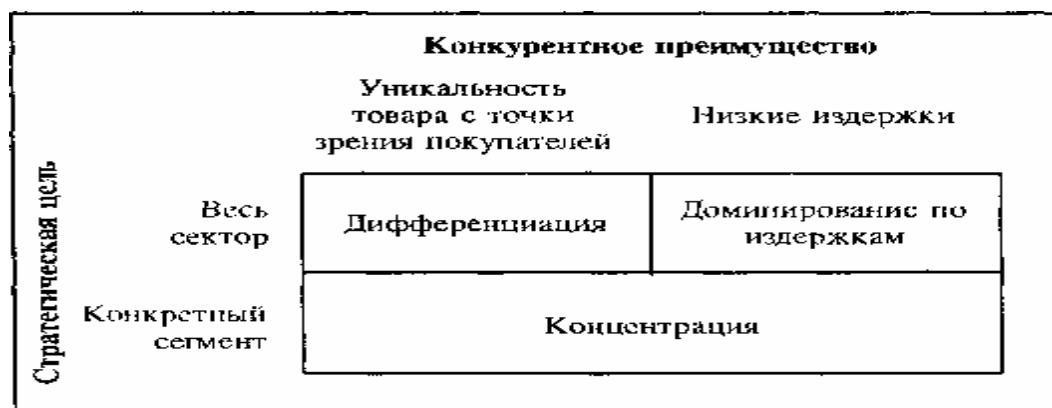 Конкурентное преимущество
Уникальность
товара с точки
зрения покупателей
Низкие издержки
Стратегическая цель
Весь
сектор
Дифференциация
Доминирование по
издержкам
Конкретный
сегмент
Концентрация